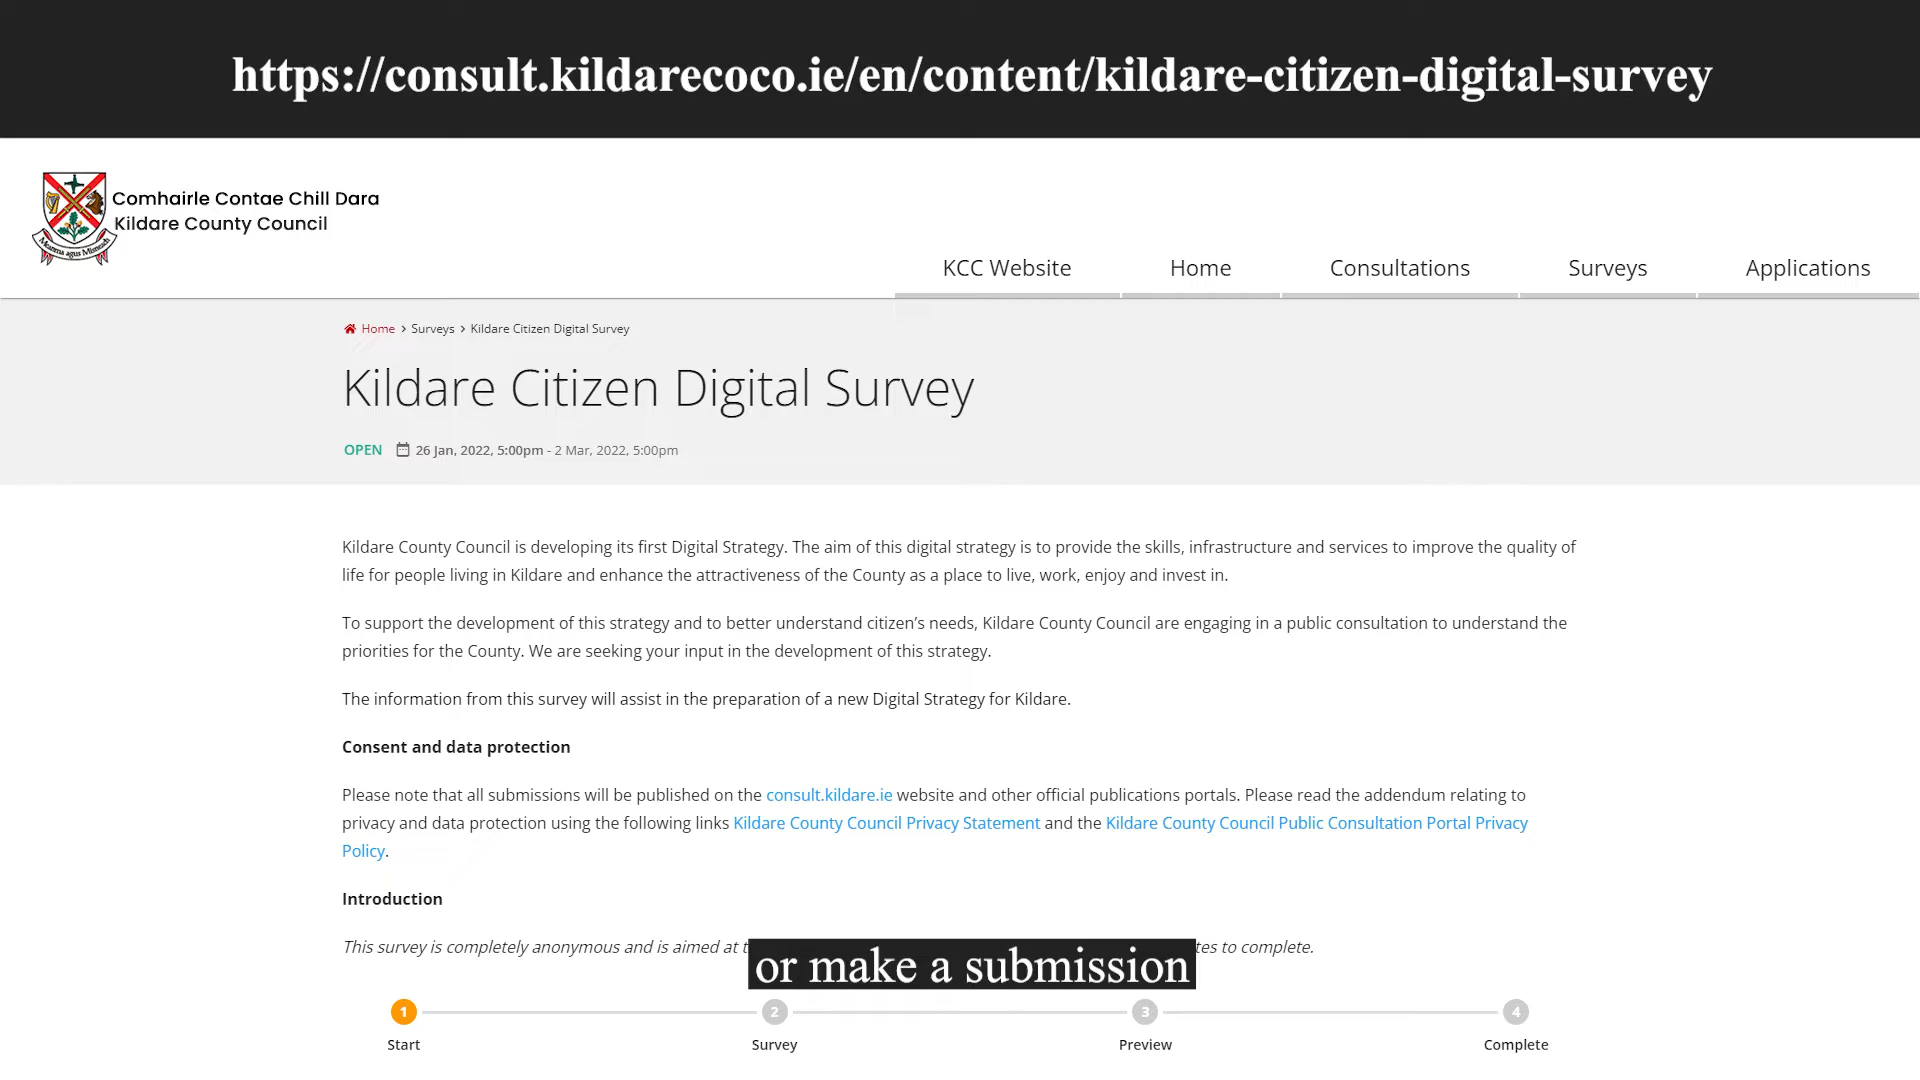 https://consult.kildarecoco.ie/en/content/kildare-citizen-digital-survey
Comhairle Contae Chill Dara
Kildare County Council
Meanma agus Misneach
KCC Website
Home
Consultations
Surveys
Applications
Home > Surveys > Kildare Citizen Digital Survey
Kildare Citizen Digital Survey
OPEN 26 Jan, 2022, 5:00pm - 2 Mar, 2022, 5:00pm
Kildare County Council is developing its first Digital Strategy. The aim of this digital strategy is to provide the skills, infrastructure and services to improve the quality of
life for people living in Kildare and enhance the attractiveness of the County as a place to live, work, enjoy and invest in.
To support the development of this strategy and to better understand citizen’s needs, Kildare County Council are engaging in a public consultation to understand the
priorities for the County. We are seeking your input in the development of this strategy.
The information from this survey will assist in the preparation of a new Digital Strategy for Kildare.
Consent and data protection
Please note that all submissions will be published on the consult.kildare.ie website and other official publications portals. Please read the addendum relating to
privacy and data protection using the following links Kildare County Council Privacy Statement and the Kildare County Council Public Consultation Portal Privacy
Policy.
Introduction
This survey is completely anonymous and is aimed at to complete.
or make a submission
1 2 3 4
Start Survey Preview Complete